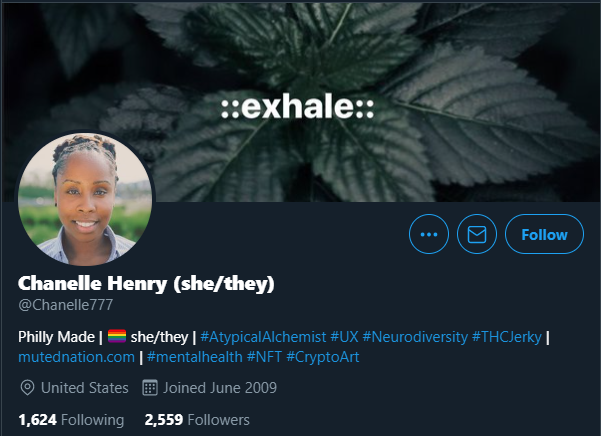 ::exhale::
Follow
Chanelle Henry (she/they)
@Chanelle777
Philly Made | 🏳️‍🌈 she/they | #AtypicalAlchemist #UX #Neurodiversity #THCJerky |
mutednation.com | #mentalhealth #NFT #CryptoArt
United States Joined June 2009
1,624 Following 2,559 Followers